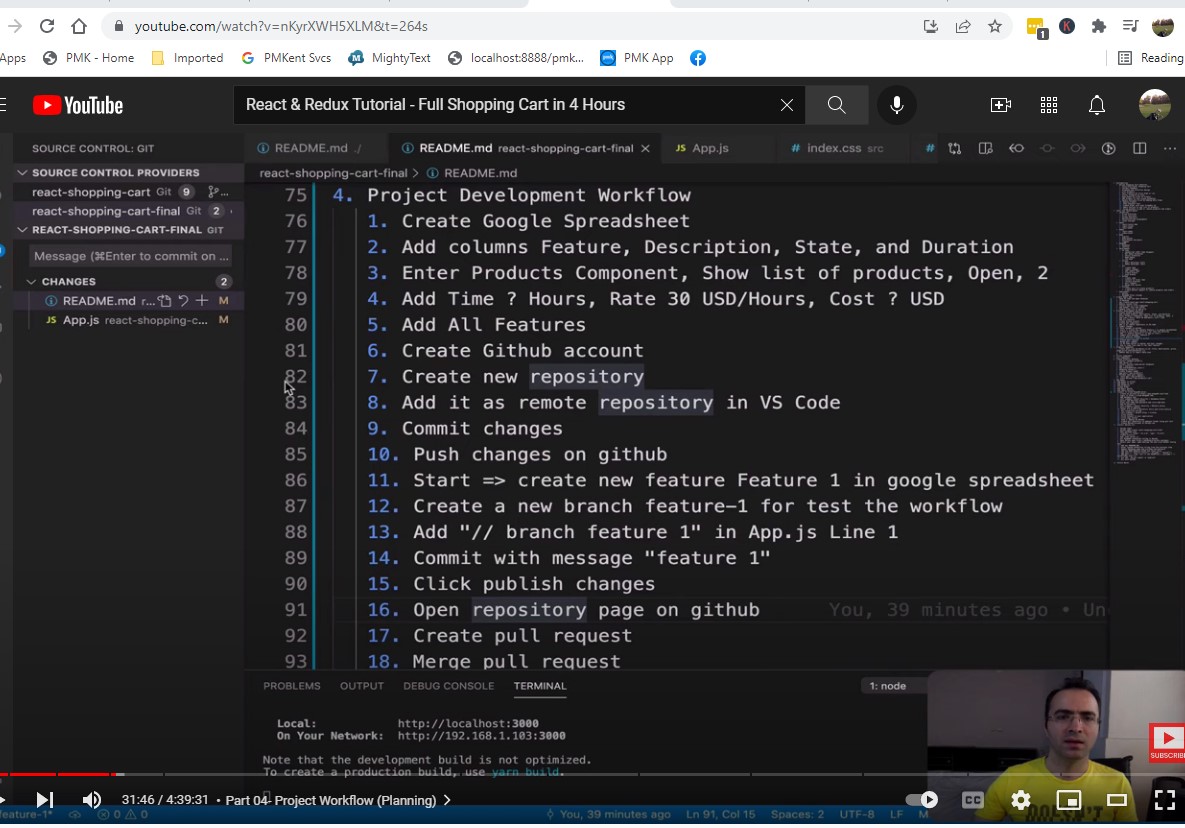 youtube.com/watch?v=nKyrXWH5XLM&t=264s
1
K
Apps PMK - Home Imported PMKent Svcs MightyText localhost:8888/pmk... PMK App Reading
YouTube React & Redux Tutorial - Full Shopping Cart in 4 Hours
SOURCE CONTROL: GIT README.md ./ README.md react-shopping-cart-final App.js index.css src
SOURCE CONTROL PROVIDERS react-shopping-cart-final > README.md
react-shopping-cart Git 9
react-shopping-cart-final Git 2
REACT-SHOPPING-CART-FINAL GIT
Message (⌘Enter to commit on ...
CHANGES 2
README.md r... M
JS App.js react-shopping-c... M
75 4. Project Development Workflow
76 1. Create Google Spreadsheet
77 2. Add columns Feature, Description, State, and Duration
78 3. Enter Products Component, Show list of products, Open, 2
79 4. Add Time ? Hours, Rate 30 USD/Hours, Cost ? USD
80 5. Add All Features
81 6. Create Github account
82 7. Create new repository
83 8. Add it as remote repository in VS Code
84 9. Commit changes
85 10. Push changes on github
86 11. Start => create new feature Feature 1 in google spreadsheet
87 12. Create a new branch feature-1 for test the workflow
88 13. Add "// branch feature 1" in App.js Line 1
89 14. Commit with message "feature 1"
90 15. Click publish changes
91 16. Open repository page on github You, 39 minutes ago • Un
92 17. Create pull request
93 18. Merge pull request
PROBLEMS OUTPUT DEBUG CONSOLE TERMINAL 1: node
Local: http://localhost:3000
On Your Network: http://192.168.1.103:3000
Note that the development build is not optimized.
To create a production build, use yarn build.
SUBSCRIBE
DOESN'T
31:46 / 4:39:31 • Part 04- Project Workflow (Planning) >
CC
feature-1* 0 0 You, 39 minutes ago Ln 91, Col 15 Spaces: 2 UTF-8 LF M